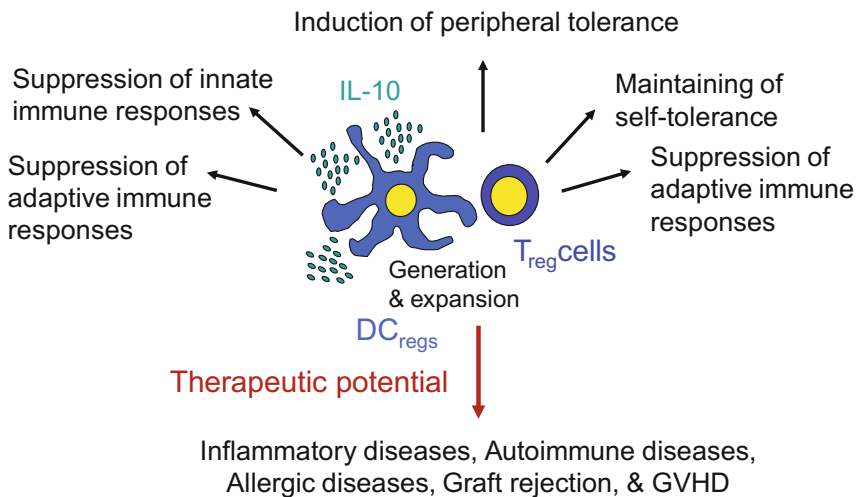 Induction of peripheral tolerance
Suppression of innate
immune responses
IL-10
Maintaining of
self-tolerance
Suppression of
adaptive immune
responses
Suppression of
adaptive immune
responses
Tregcells
Generation
& expansion
DCregs
Therapeutic potential
Inflammatory diseases, Autoimmune diseases,
Allergic diseases, Graft rejection, & GVHD